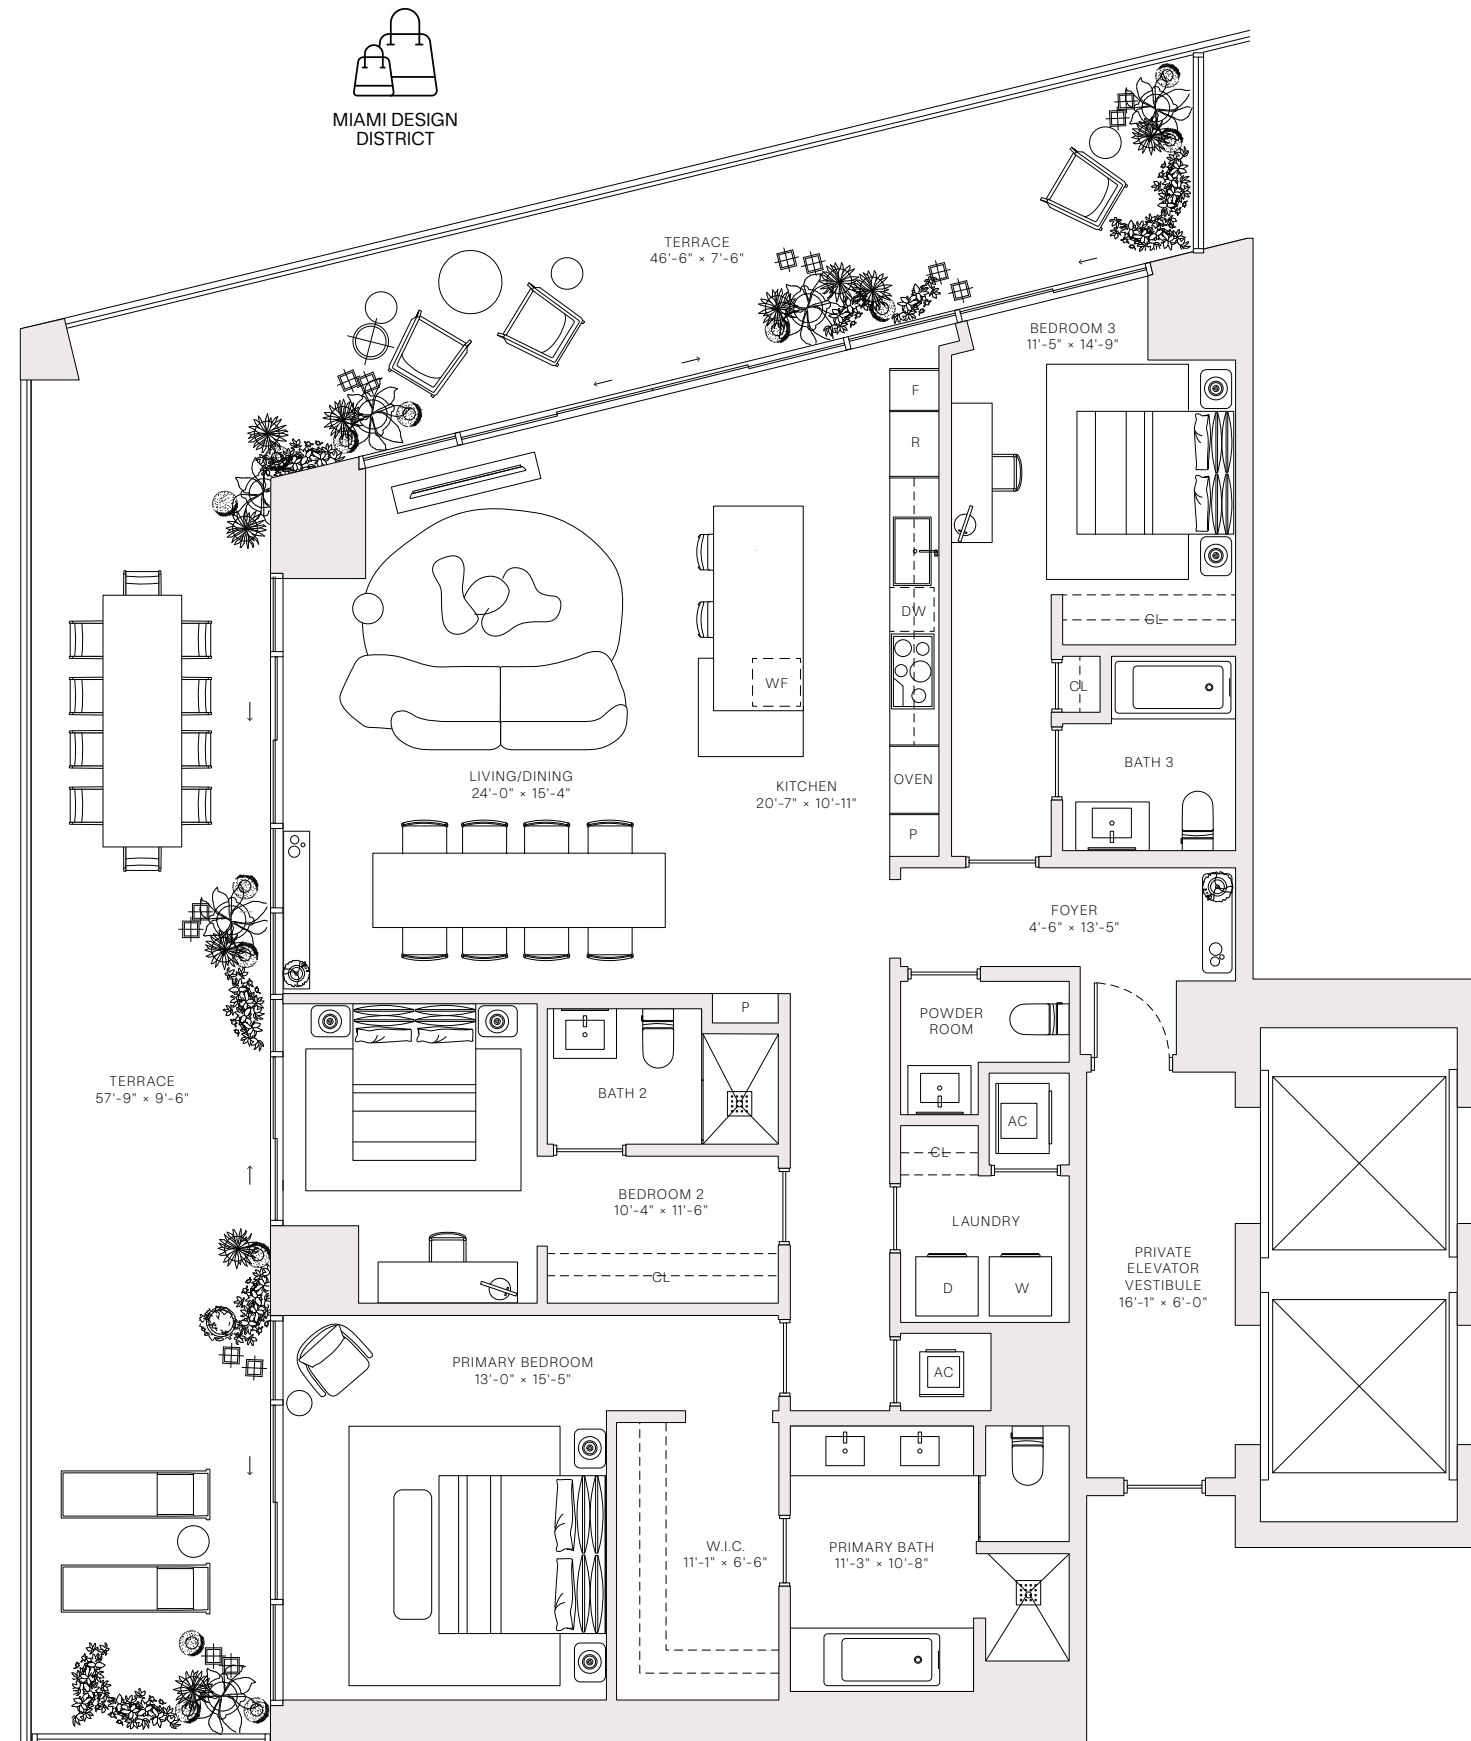 MIAMI DESIGN
DISTRICT
TERRACE
46'-6" × 7'-6"
BEDROOM 3
11'-5" × 14'-9"
F
R
DW
CL
WF
CL
BATH 3
LIVING/DINING
24'-0" × 15'-4"
KITCHEN
20'-7" × 10'-11"
OVEN
P
FOYER
4'-6" × 13'-5"
P
POWDER
ROOM
TERRACE
57'-9" × 9'-6"
BATH 2
AC
CL
BEDROOM 2
10'-4" × 11'-6"
LAUNDRY
CL
D
W
PRIVATE
ELEVATOR
VESTIBULE
16'-1" × 6'-0"
PRIMARY BEDROOM
13'-0" × 15'-5"
AC
W.I.C.
11'-1" × 6'-6"
PRIMARY BATH
11'-3" × 10'-8"